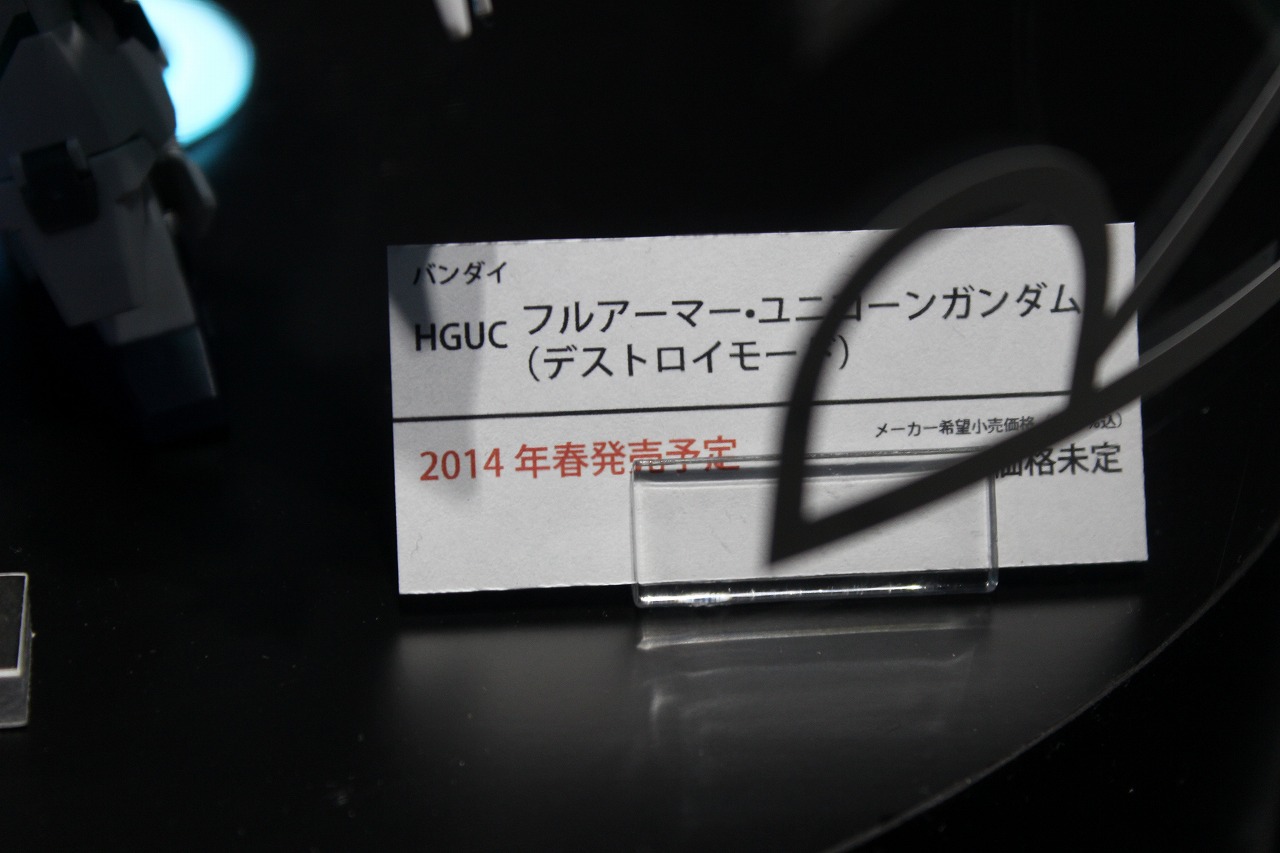 バンダイ
HGUC フルアーマー・ユニコーンガンダム
(デストロイモード)
メーカー希望小売価格 税込)
2014 年春発売予定
価格未定